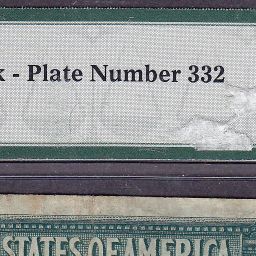 - Plate Number 332
STATES OF AMERICA